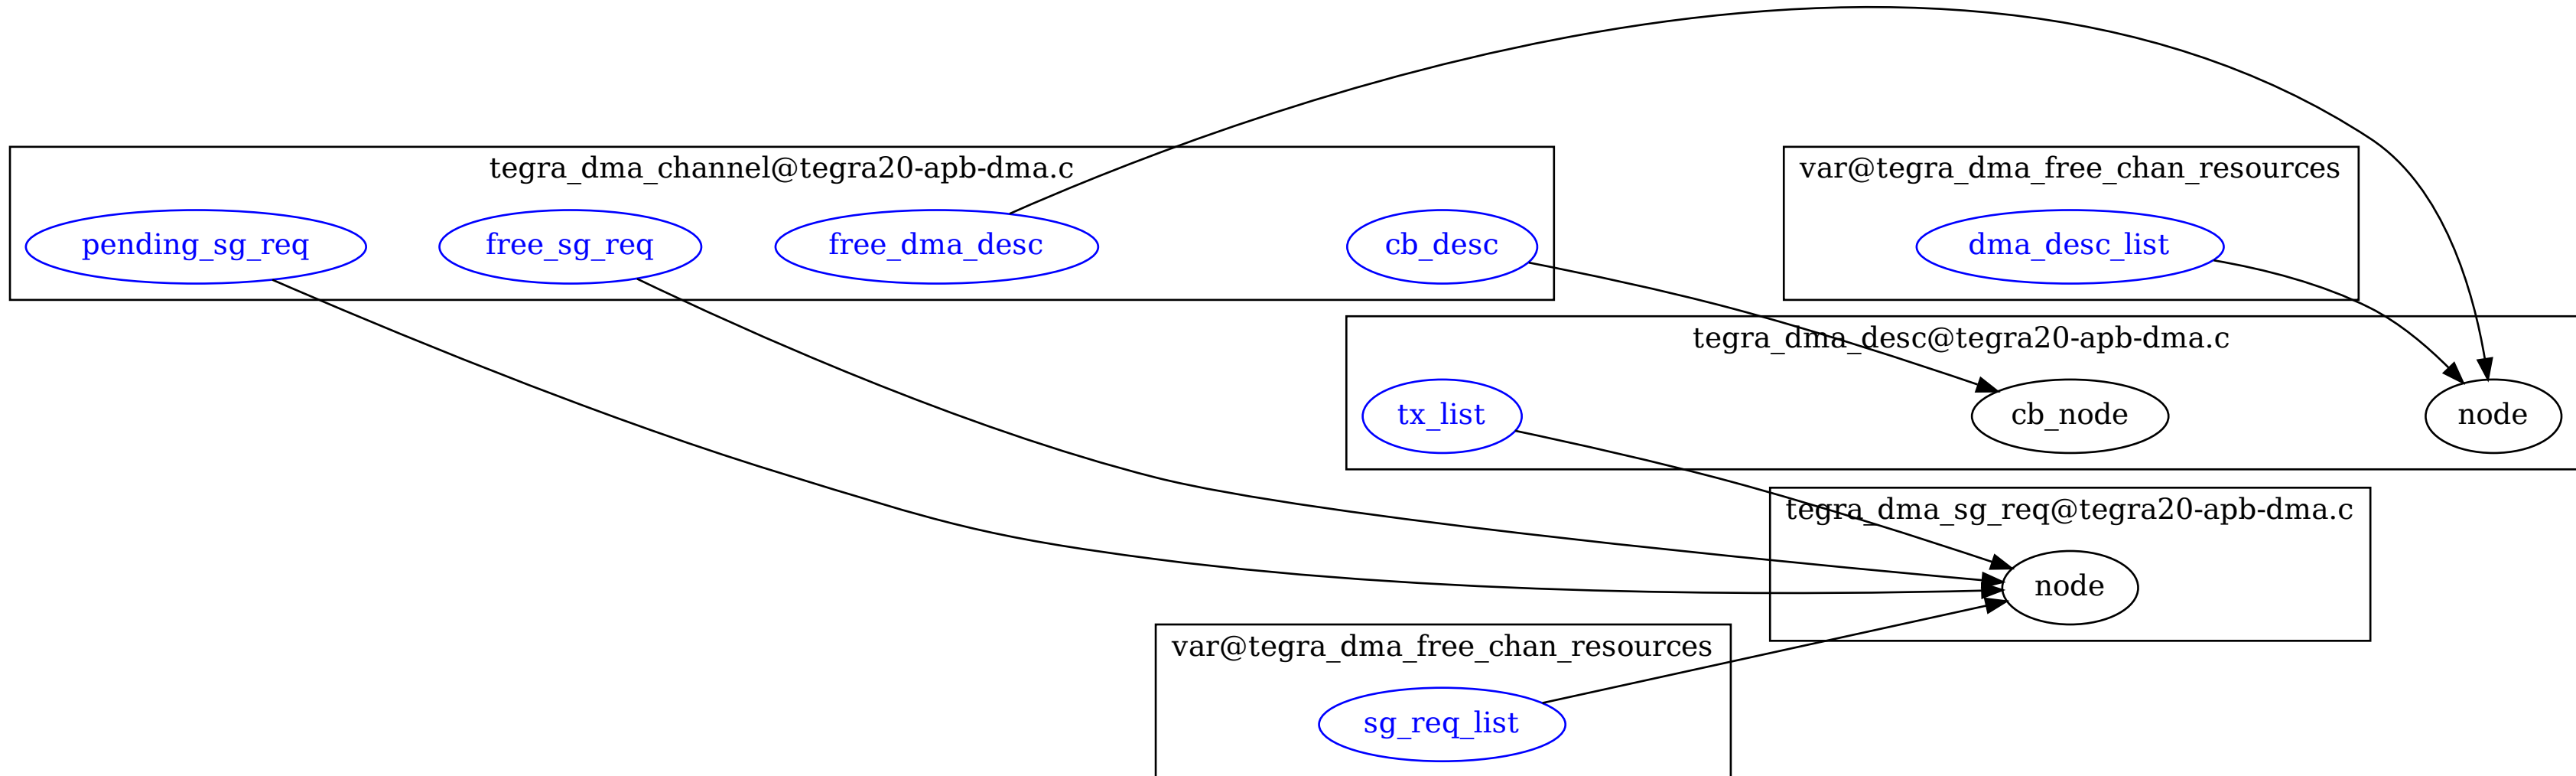 tegra_dma_channel@tegra20-apb-dma.c
pending_sg_req
free_sg_req
free_dma_desc
cb_desc
var@tegra_dma_free_chan_resources
dma_desc_list
tegra_dma_desc@tegra20-apb-dma.c
tx_list
cb_node
node
tegra_dma_sg_req@tegra20-apb-dma.c
node
var@tegra_dma_free_chan_resources
sg_req_list